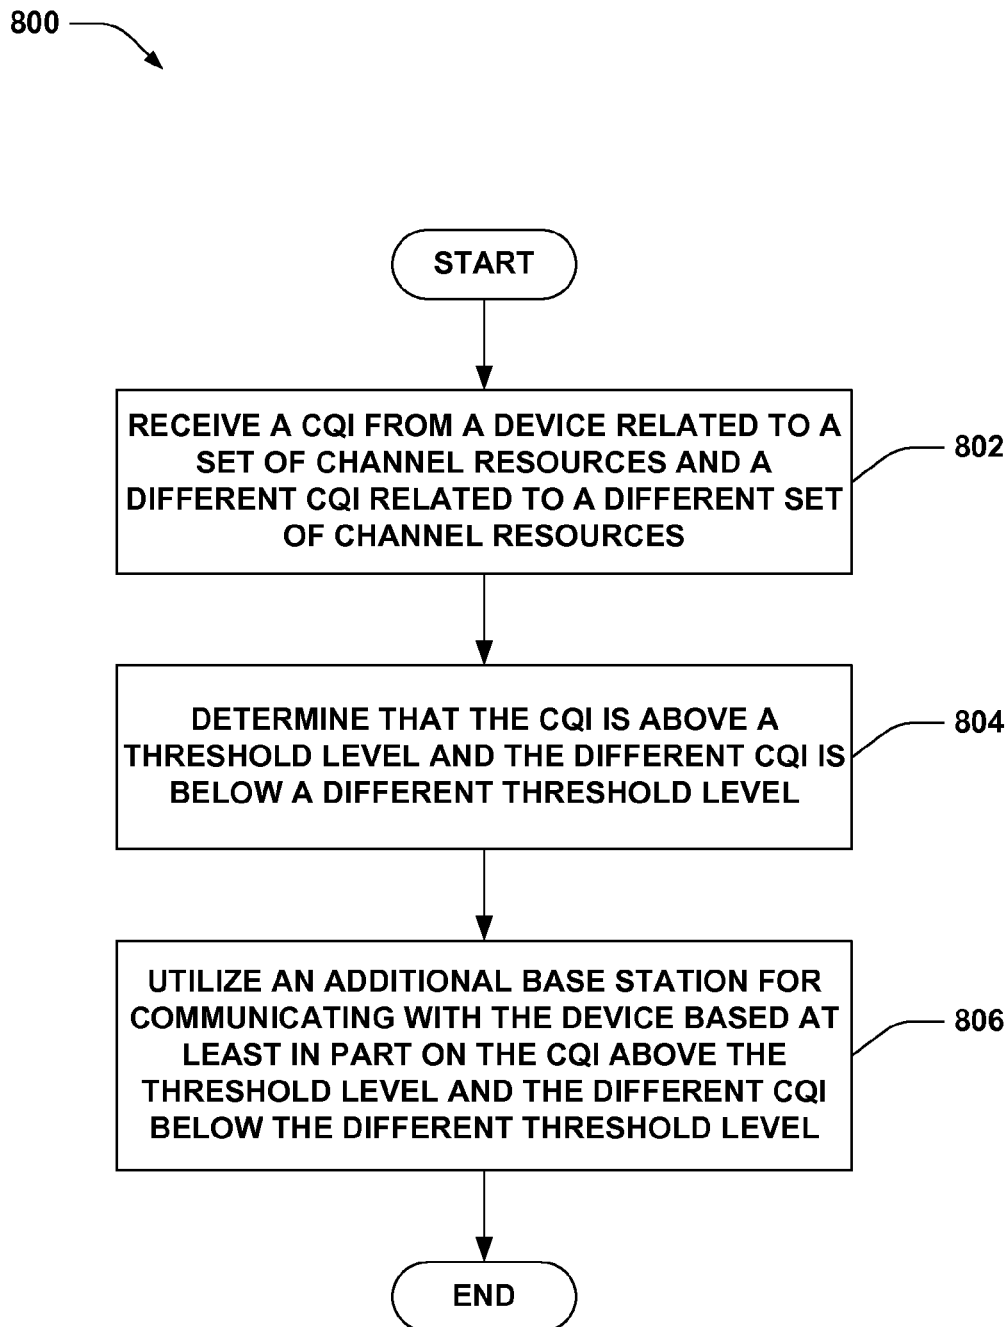 800
START
RECEIVE A CQI FROM A DEVICE RELATED TO A
SET OF CHANNEL RESOURCES AND A
DIFFERENT CQI RELATED TO A DIFFERENT SET
OF CHANNEL RESOURCES
802
DETERMINE THAT THE CQI IS ABOVE A
THRESHOLD LEVEL AND THE DIFFERENT CQI IS
BELOW A DIFFERENT THRESHOLD LEVEL
804
UTILIZE AN ADDITIONAL BASE STATION FOR
COMMUNICATING WITH THE DEVICE BASED AT
LEAST IN PART ON THE CQI ABOVE THE
THRESHOLD LEVEL AND THE DIFFERENT CQI
BELOW THE DIFFERENT THRESHOLD LEVEL
806
END